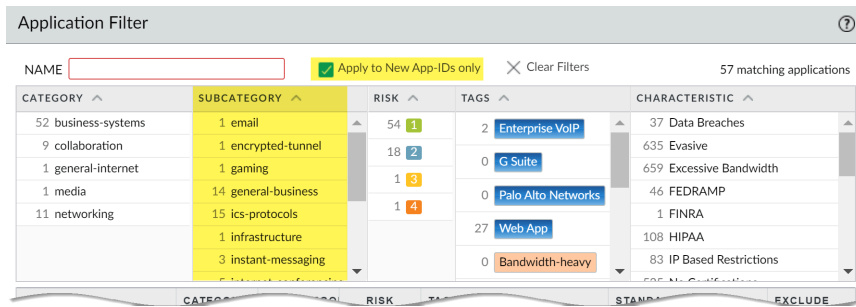 Application Filter
?
NAME
Apply to New App-IDs only
Clear Filters
57 matching applications
CATEGORY
52 business-systems
9 collaboration
1 general-internet
1 media
11 networking
SUBCATEGORY
1 email
1 encrypted-tunnel
1 gaming
14 general-business
15 ics-protocols
1 infrastructure
3 instant-messaging
RISK
54 1
18 2
1 3
1 4
TAGS
2 Enterprise VoIP
0 G Suite
0 Palo Alto Networks
27 Web App
0 Bandwidth-heavy
CHARACTERISTIC
37 Data Breaches
635 Evasive
659 Excessive Bandwidth
46 FEDRAMP
1 FINRA
108 HIPAA
83 IP Based Restrictions
RISK
EXCLUDE